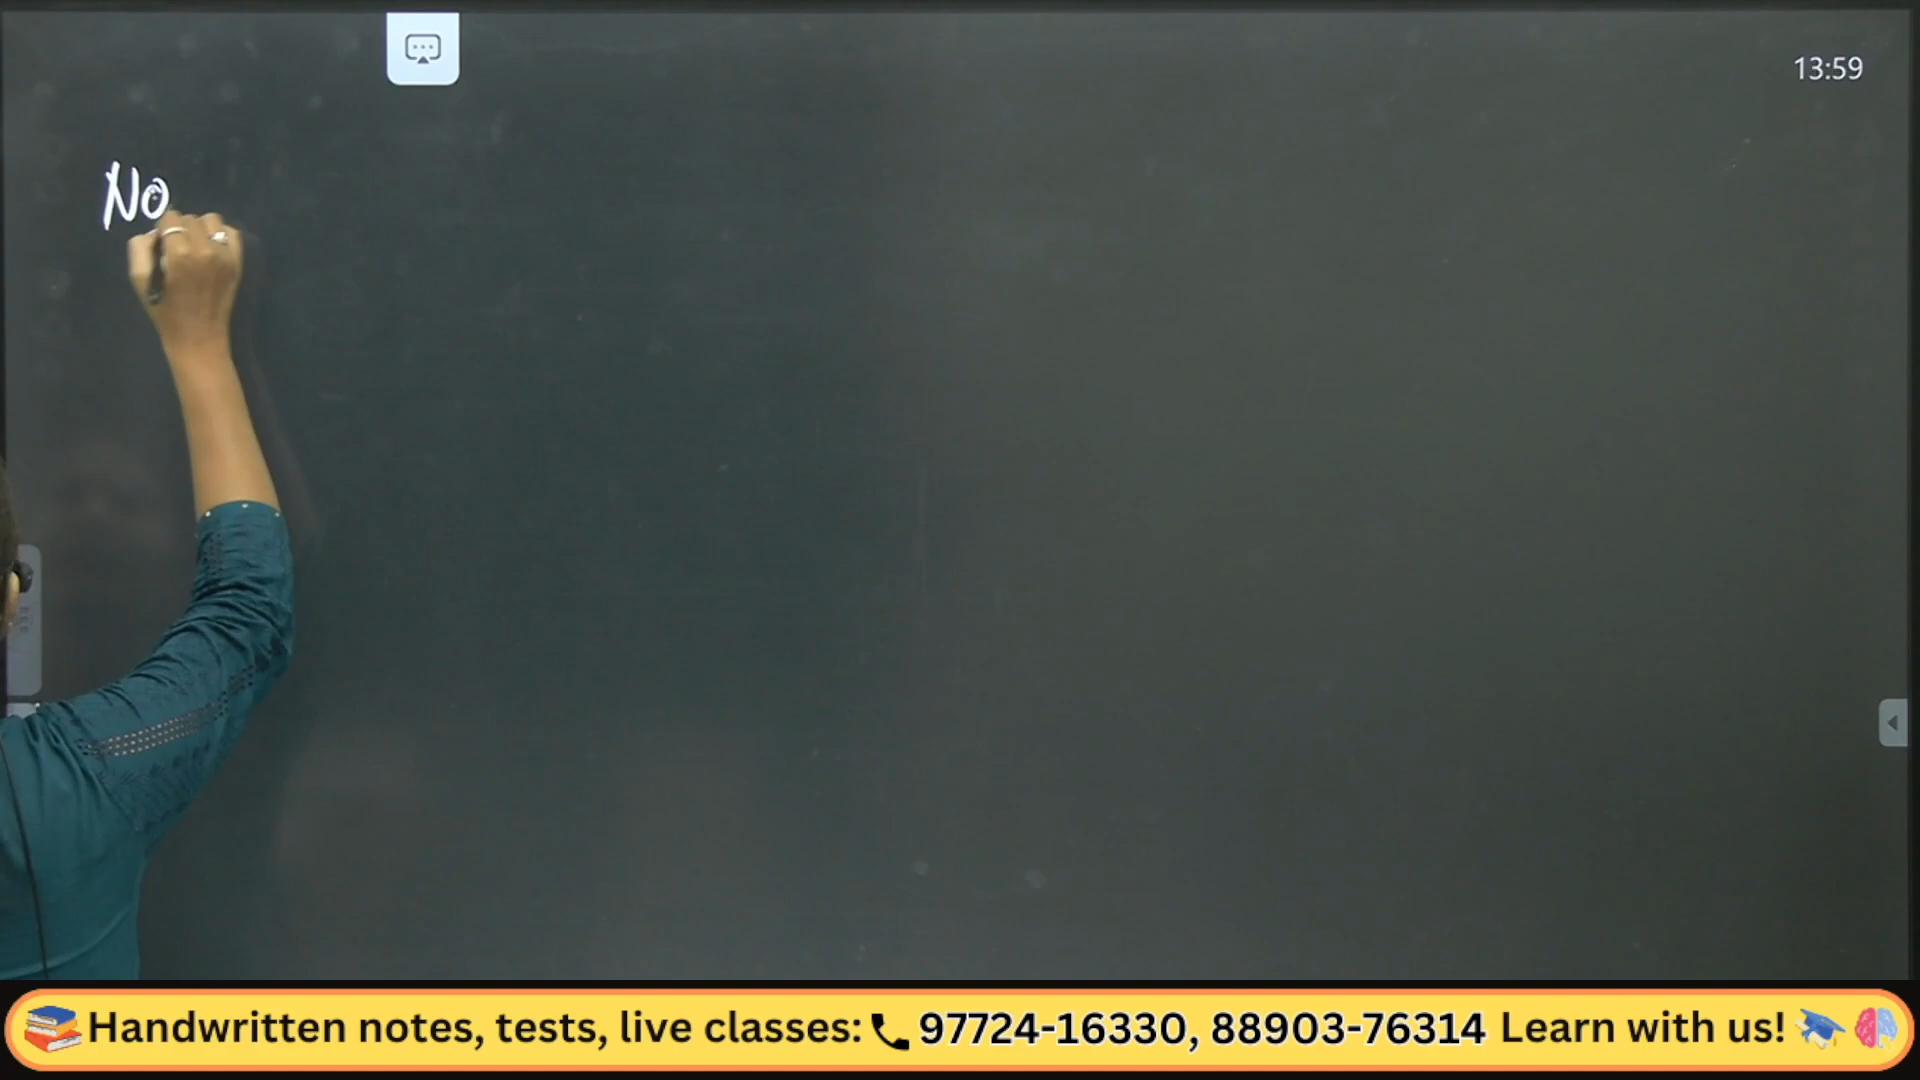 13:59
No
Handwritten notes, tests, live classes: 97724-16330, 88903-76314 Learn with us!